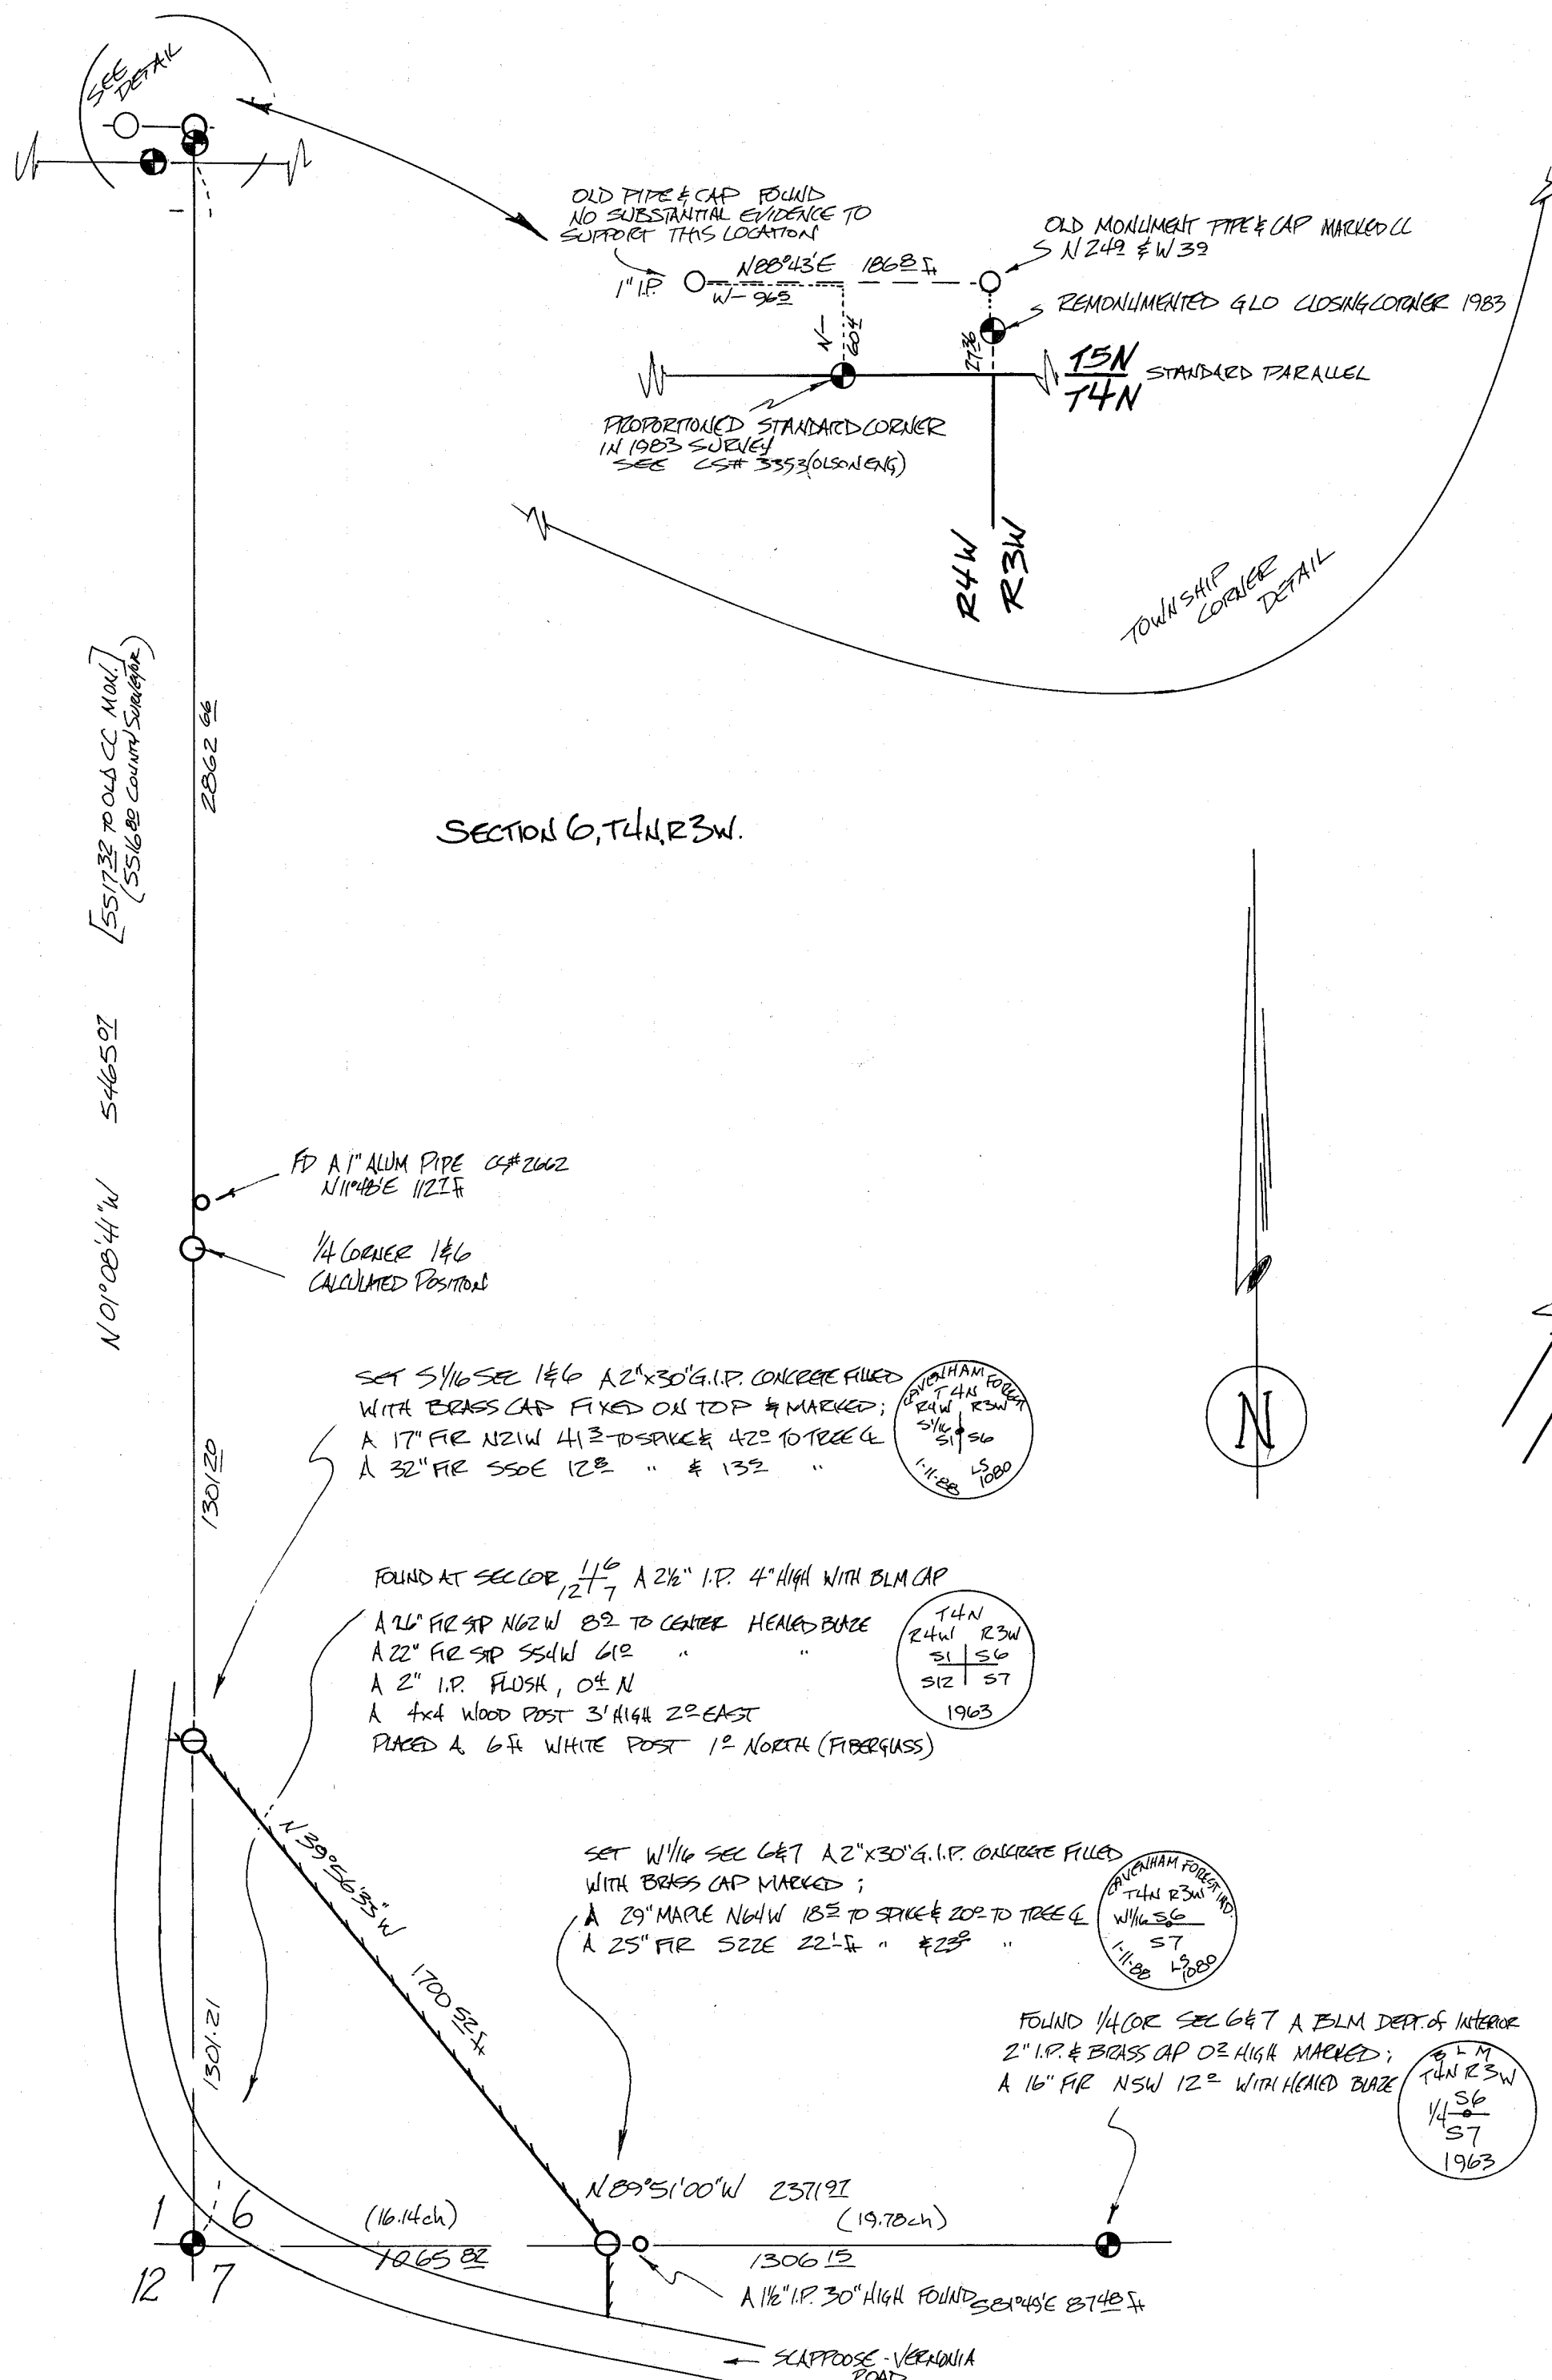 SEE
DETAIL
OLD PIPE & CAP FOUND
NO SUBSTANTIAL EVIDENCE TO
SUPPORT THIS LOCATION
1" I.P.
N88°43'E 186.8 Ft
W- 96.5
N- 60.4
27.36
OLD MONUMENT PIPE & CAP MARKED CC
S N 24.9 & W 3.9
REMONUMENTED GLO CLOSING CORNER 1983
T5N
T4N
STANDARD PARALLEL
PROPORTIONED STANDARD CORNER
IN 1983 SURVEY
SEE CS# 3353 (OLSON ENG)
R4W
R3W
TOWNSHIP
CORNER
DETAIL
[5517.32 TO OLD CC MON.]
(5516.80 COUNTY SURVEYOR)
2862.66
SECTION 6, T4N, R3W.
N01°08'41"W 5465.07
FD A 1" ALUM PIPE CS# 2662
N11°48'E 112.7 Ft
1/4 CORNER 1&6
CALCULATED POSITION
1301.20
SET S1/16 SEC 1&6 A 2"x30" G.I.P. CONCRETE FILLED
WITH BRASS CAP FIXED ON TOP & MARKED;
A 17" FIR N21W 41.3 TO SPIKE & 42.0 TO TREE ℄
A 32" FIR S50E 12.8 " & 13.2 "
CAVENHAM FOREST
T4N
R4W R3W
S1/16
S1 S6
1-11-88 LS
1080
N
FOUND AT SEC COR 1 6
12 7 A 2½" I.P. 4" HIGH WITH BLM CAP
A 26" FIR STP N62W 8.2 TO CENTER HEALED BLAZE
A 22" FIR STP S54W 61.0 " "
A 2" I.P. FLUSH, 0.4 N
A 4x4 WOOD POST 3' HIGH 2.0 EAST
PLACED A 6 Ft WHITE POST 1.0 NORTH (FIBERGLASS)
T4N
R4W R3W
S1 S6
S12 S7
1963
N39°56'35"W
1700.52 Ft
SET W1/16 SEC 6&7 A 2"x30" G.I.P. CONCRETE FILLED
WITH BRASS CAP MARKED;
A 29" MAPLE N64W 18.5 TO SPIKE & 20.0 TO TREE ℄
A 25" FIR S22E 22.1 Ft " & 23.0 "
CAVENHAM FOREST IND.
T4N R3W
W1/16 S6
S7
1-11-88 LS
1080
FOUND 1/4 COR SEC 6&7 A BLM DEPT. of INTERIOR
2" I.P. & BRASS CAP 0.3 HIGH MARKED;
A 16" FIR N5W 12.0 WITH HEALED BLAZE
BLM
T4N R3W
1/4 S6
S7
1963
1301.21
N89°51'00"W 2371.97
1 6
(16.14 ch)
(19.78 ch)
1065.82
1306.15
12 7
A 1½" I.P. 30" HIGH FOUND S81°49'E 87.48 Ft
SCAPPOOSE-VERNONIA
ROAD